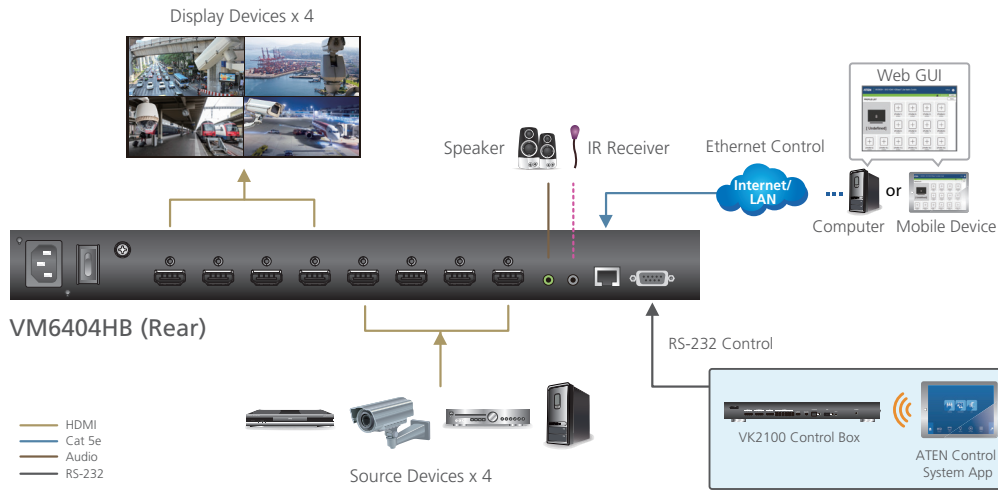 Display Devices x 4
Web GUI
[ Undefined ]
Speaker
IR Receiver
Ethernet Control
Internet/
LAN
or
Computer
Mobile Device
VM6404HB (Rear)
RS-232 Control
HDMI
Cat 5e
Audio
RS-232
Source Devices x 4
VK2100 Control Box
ATEN Control
System App